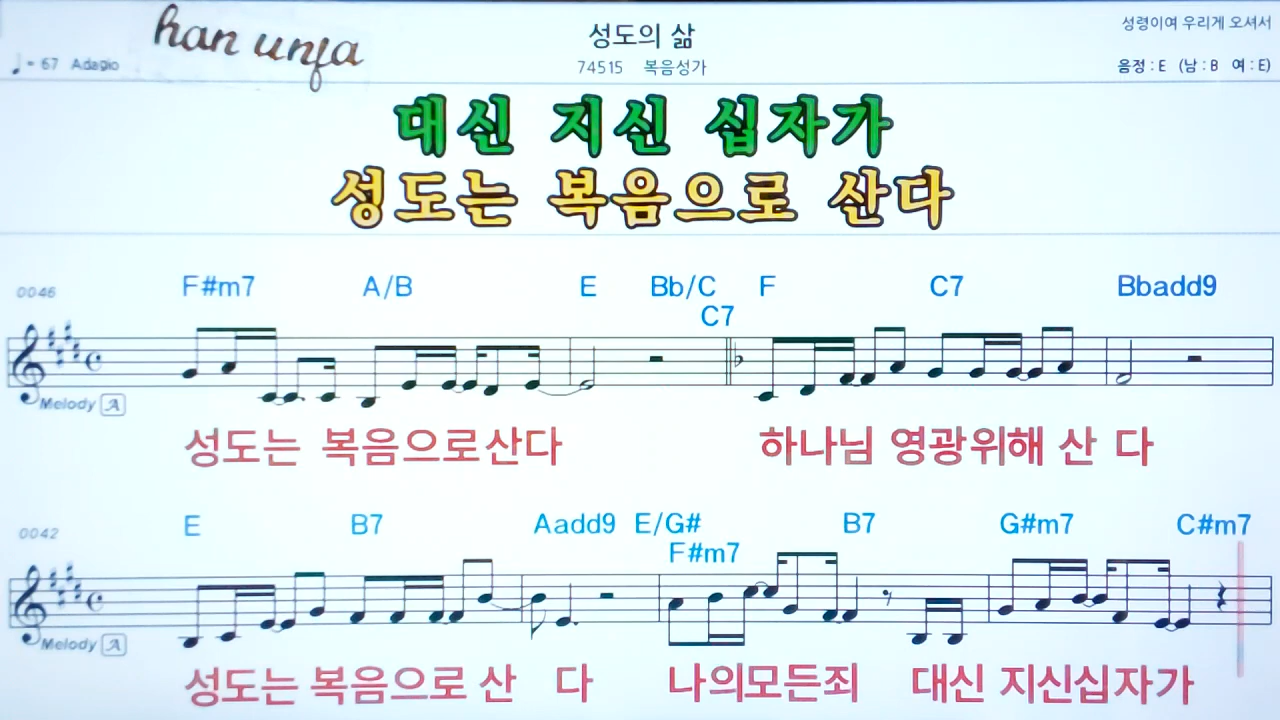 han unfa
성도의 삶
성령이여 우리게 오셔서
♩= 67 Adagio
74515 복음성가
음정 : E (남 : B 여 : E)
대신 지신 십자가
성도는 복음으로 산다
0046 F#m7 A/B E Bb/C F C7 Bbadd9
C7
Melody A
성도는 복음으로산다 하나님 영광위해 산 다
0042 E B7 Aadd9 E/G# B7 G#m7 C#m7
F#m7
Melody A
성도는 복음으로 산 다 나의모든죄 대신 지신십자가